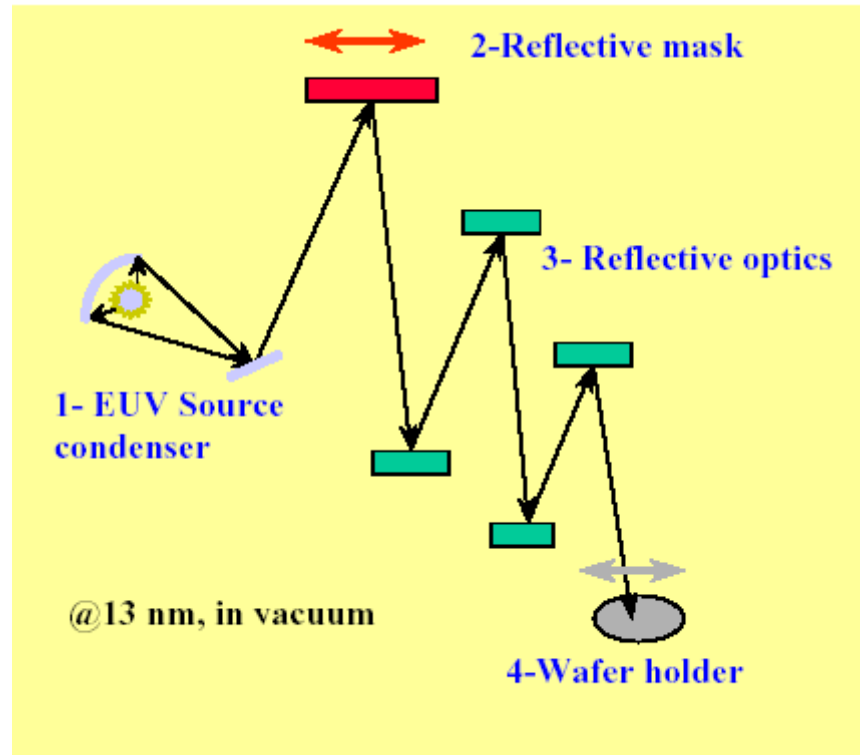 2-Reflective mask
3- Reflective optics
1- EUV Source
condenser
@13 nm, in vacuum
4-Wafer holder